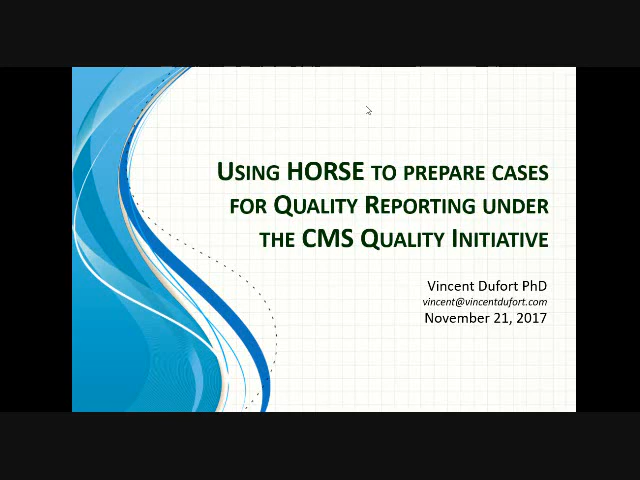 USING HORSE TO PREPARE CASES
FOR QUALITY REPORTING UNDER
THE CMS QUALITY INITIATIVE
Vincent Dufort PhD
vincent@vincentdufort.com
November 21, 2017